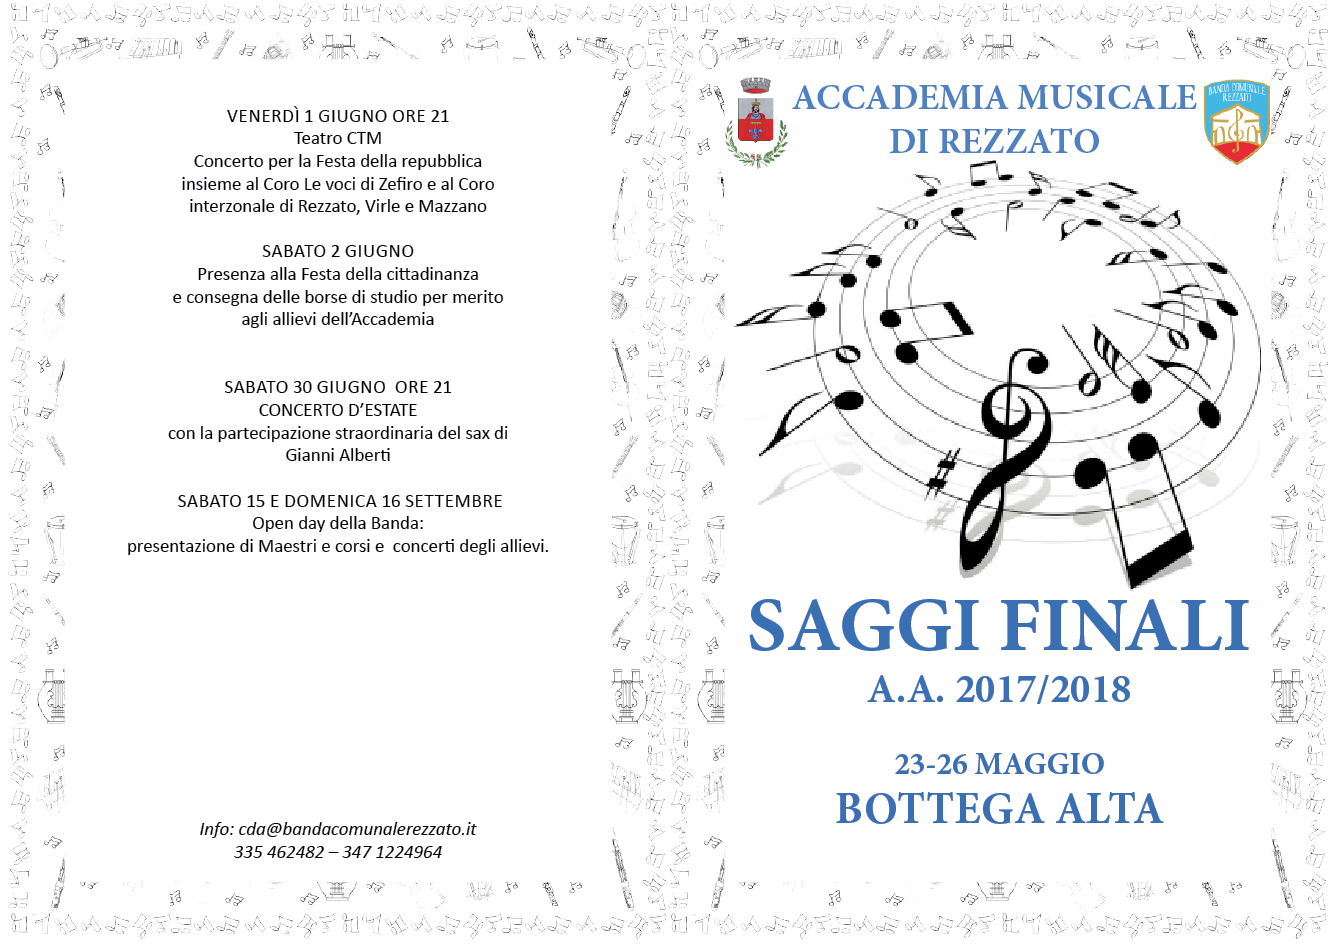 VENERDÌ 1 GIUGNO ORE 21
Teatro CTM
Concerto per la Festa della repubblica
insieme al Coro Le voci di Zefiro e al Coro
interzonale di Rezzato, Virle e Mazzano
SABATO 2 GIUGNO
Presenza alla Festa della cittadinanza
e consegna delle borse di studio per merito
agli allievi dell’Accademia
SABATO 30 GIUGNO  ORE 21
CONCERTO D’ESTATE
con la partecipazione straordinaria del sax di
Gianni Alberti
SABATO 15 E DOMENICA 16 SETTEMBRE
Open day della Banda:
presentazione di Maestri e corsi e  concerti degli allievi.
Info: cda@bandacomunalerezzato.it
335 462482 – 347 1224964
ACCADEMIA MUSICALE
DI REZZATO
BANDA COMUNALE
REZZATO
SAGGI FINALI
A.A. 2017/2018
23-26 MAGGIO
BOTTEGA ALTA